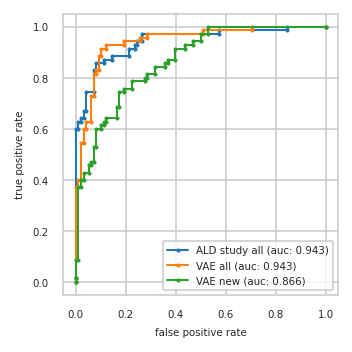 1.0
0.8
0.6
0.4
0.2
0.0
true positive rate
ALD study all (auc: 0.943)
VAE all (auc: 0.943)
VAE new (auc: 0.866)
0.0 0.2 0.4 0.6 0.8 1.0
false positive rate